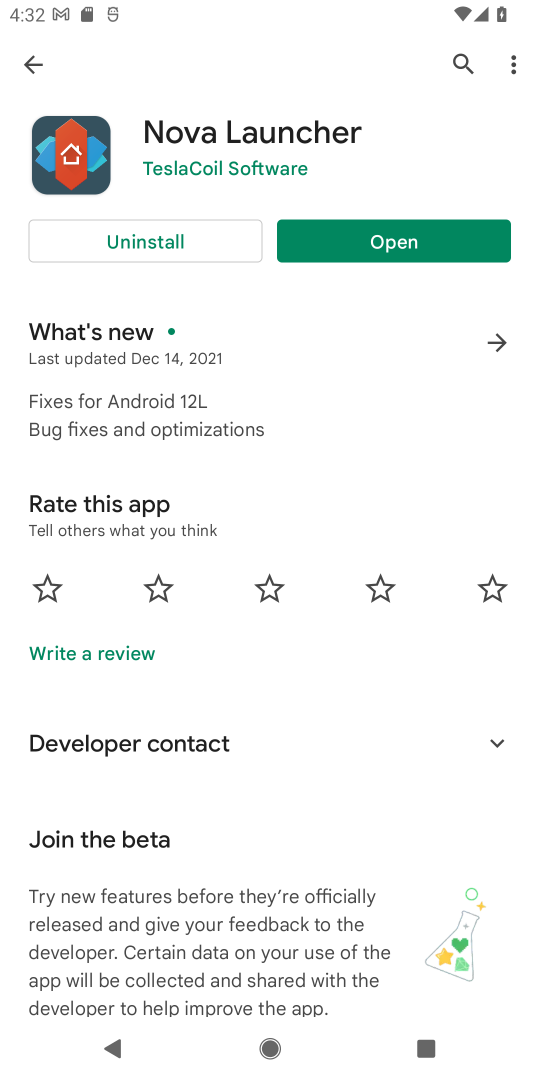 4:32
Nova Launcher
TeslaCoil Software
Uninstall
Open
What's new
Last updated Dec 14, 2021
Fixes for Android 12L
Bug fixes and optimizations
Rate this app
Tell others what you think
Write a review
Developer contact
Join the beta
Try new features before they’re officially
released and give your feedback to the
developer. Certain data on your use of the
app will be collected and shared with the
developer to help improve the app.